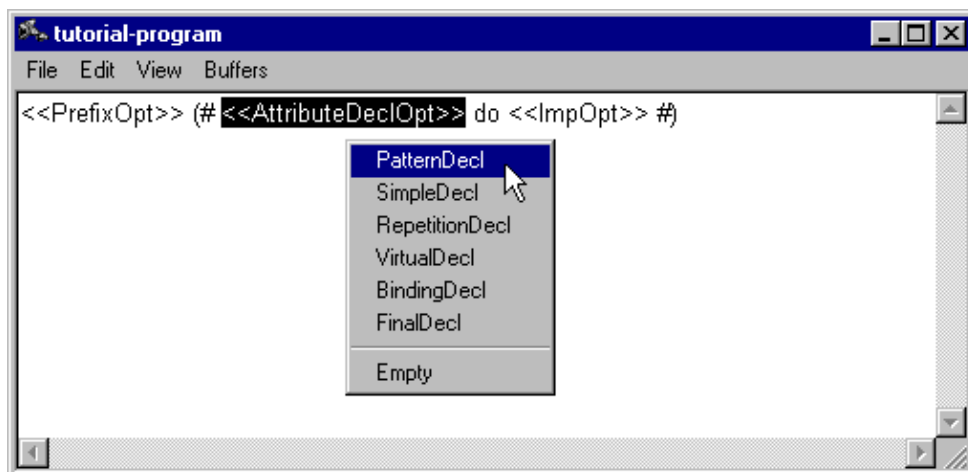 tutorial-program
File Edit View Buffers
<<PrefixOpt>> (# <<AttributeDeclOpt>> do <<ImpOpt>> #)
PatternDecl
SimpleDecl
RepetitionDecl
VirtualDecl
BindingDecl
FinalDecl
Empty